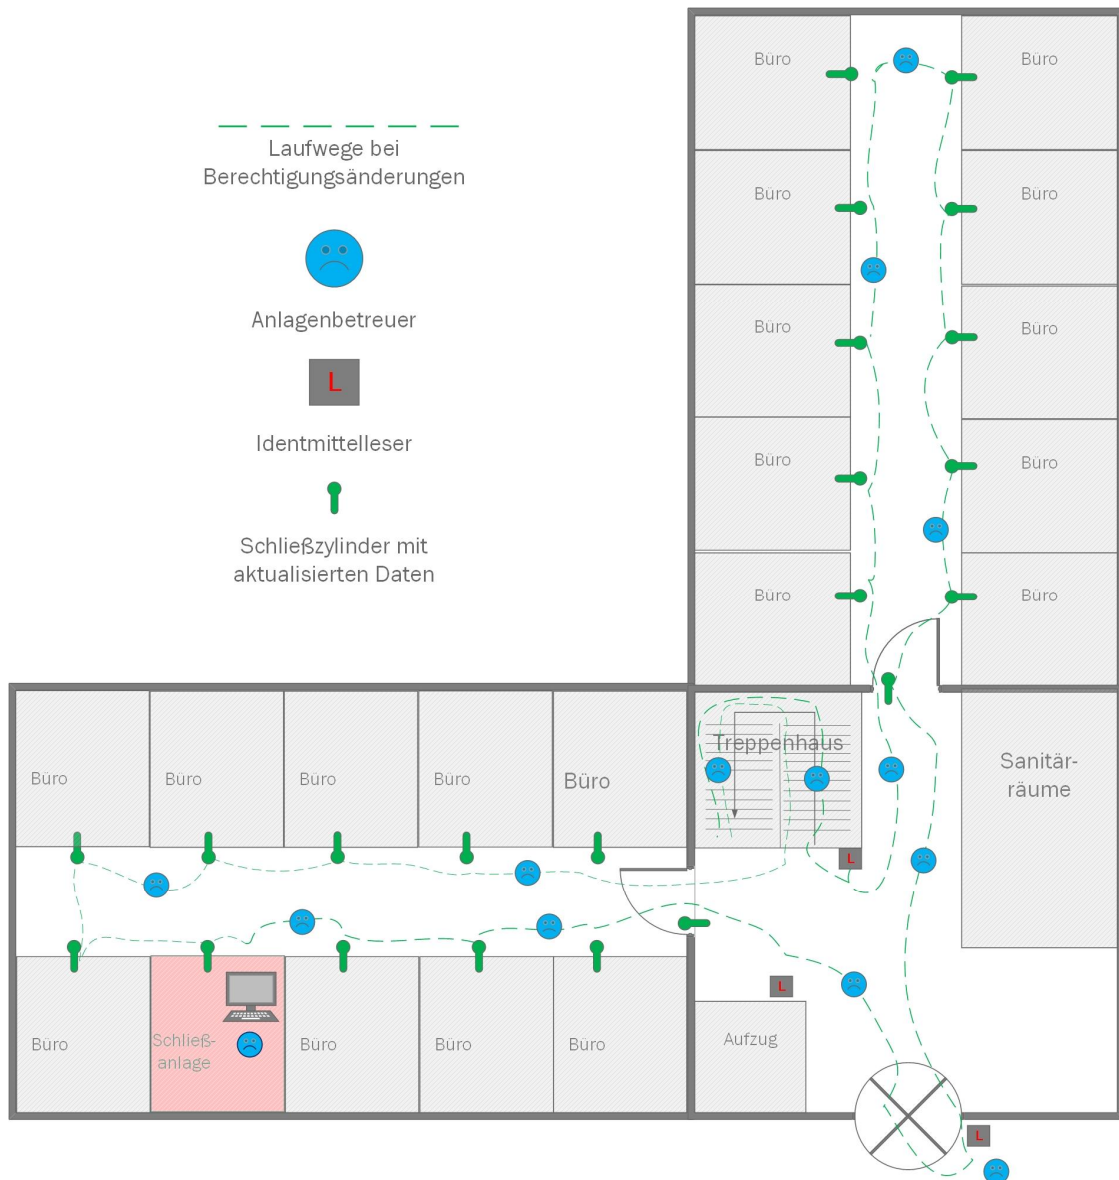 Büro
Büro
Laufwege bei
Berechtigungsänderungen
Büro
Büro
Anlagenbetreuer
Büro
Büro
L
Identmittelleser
Büro
Büro
Schließzylinder mit
aktualisierten Daten
Büro
Büro
Treppenhaus
Sanitär-
räume
Büro
Büro
Büro
Büro
Büro
L
L
Büro
Schließ-
anlage
Büro
Büro
Büro
Aufzug
L